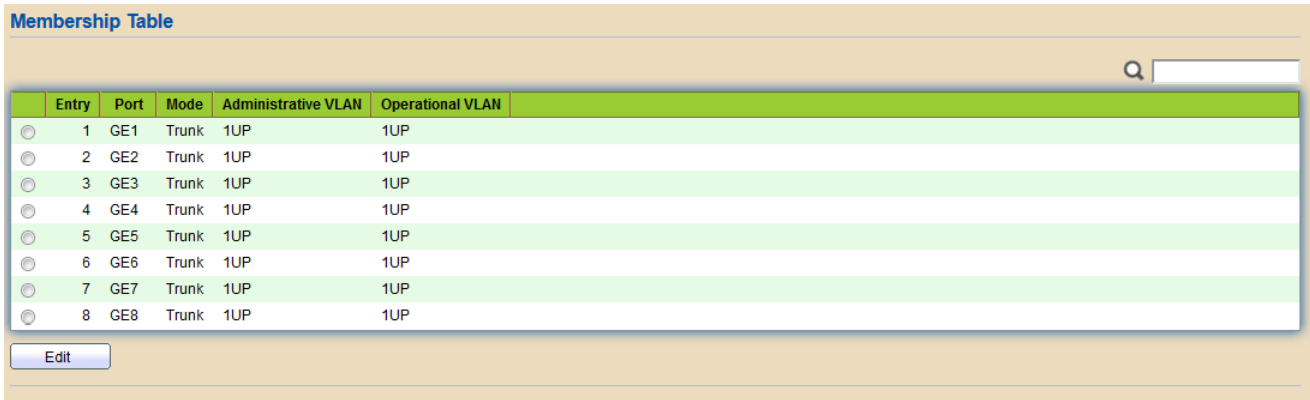 Membership Table
Entry Port Mode Administrative VLAN Operational VLAN
1 GE1 Trunk 1UP 1UP
2 GE2 Trunk 1UP 1UP
3 GE3 Trunk 1UP 1UP
4 GE4 Trunk 1UP 1UP
5 GE5 Trunk 1UP 1UP
6 GE6 Trunk 1UP 1UP
7 GE7 Trunk 1UP 1UP
8 GE8 Trunk 1UP 1UP
Edit